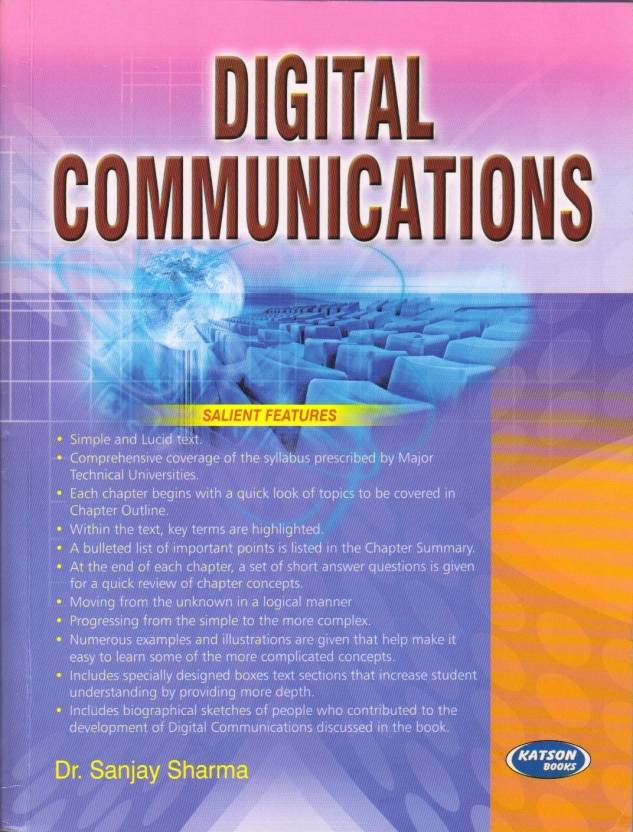 DIGITAL
COMMUNICATIONS
SALIENT FEATURES
• Simple and Lucid text.
• Comprehensive coverage of the syllabus prescribed by Major
Technical Universities.
• Each chapter begins with a quick look of topics to be covered in
Chapter Outline.
• Within the text, key terms are highlighted.
• A bulleted list of important points is listed in the Chapter Summary.
• At the end of each chapter, a set of short answer questions is given
for a quick review of chapter concepts.
• Moving from the unknown in a logical manner
• Progressing from the simple to the more complex.
• Numerous examples and illustrations are given that help make it
easy to learn some of the more complicated concepts.
• Includes specially designed boxes text sections that increase student
understanding by providing more depth.
• Includes biographical sketches of people who contributed to the
development of Digital Communications discussed in the book.
Dr. Sanjay Sharma
KATSON
BOOKS